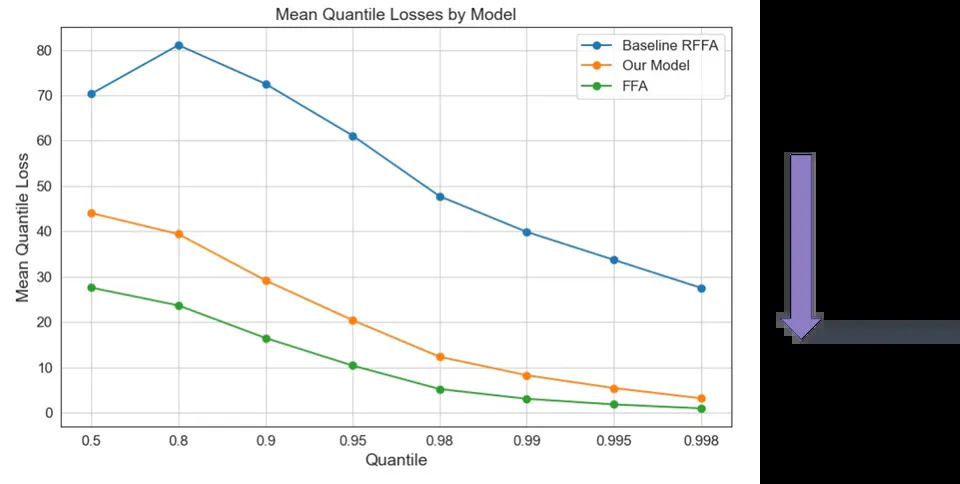 Mean Quantile Losses by Model
Baseline RFFA
Our Model
FFA
Mean Quantile Loss
80
70
60
50
40
30
20
10
0
0.5 0.8 0.9 0.95 0.98 0.99 0.995 0.998
Quantile